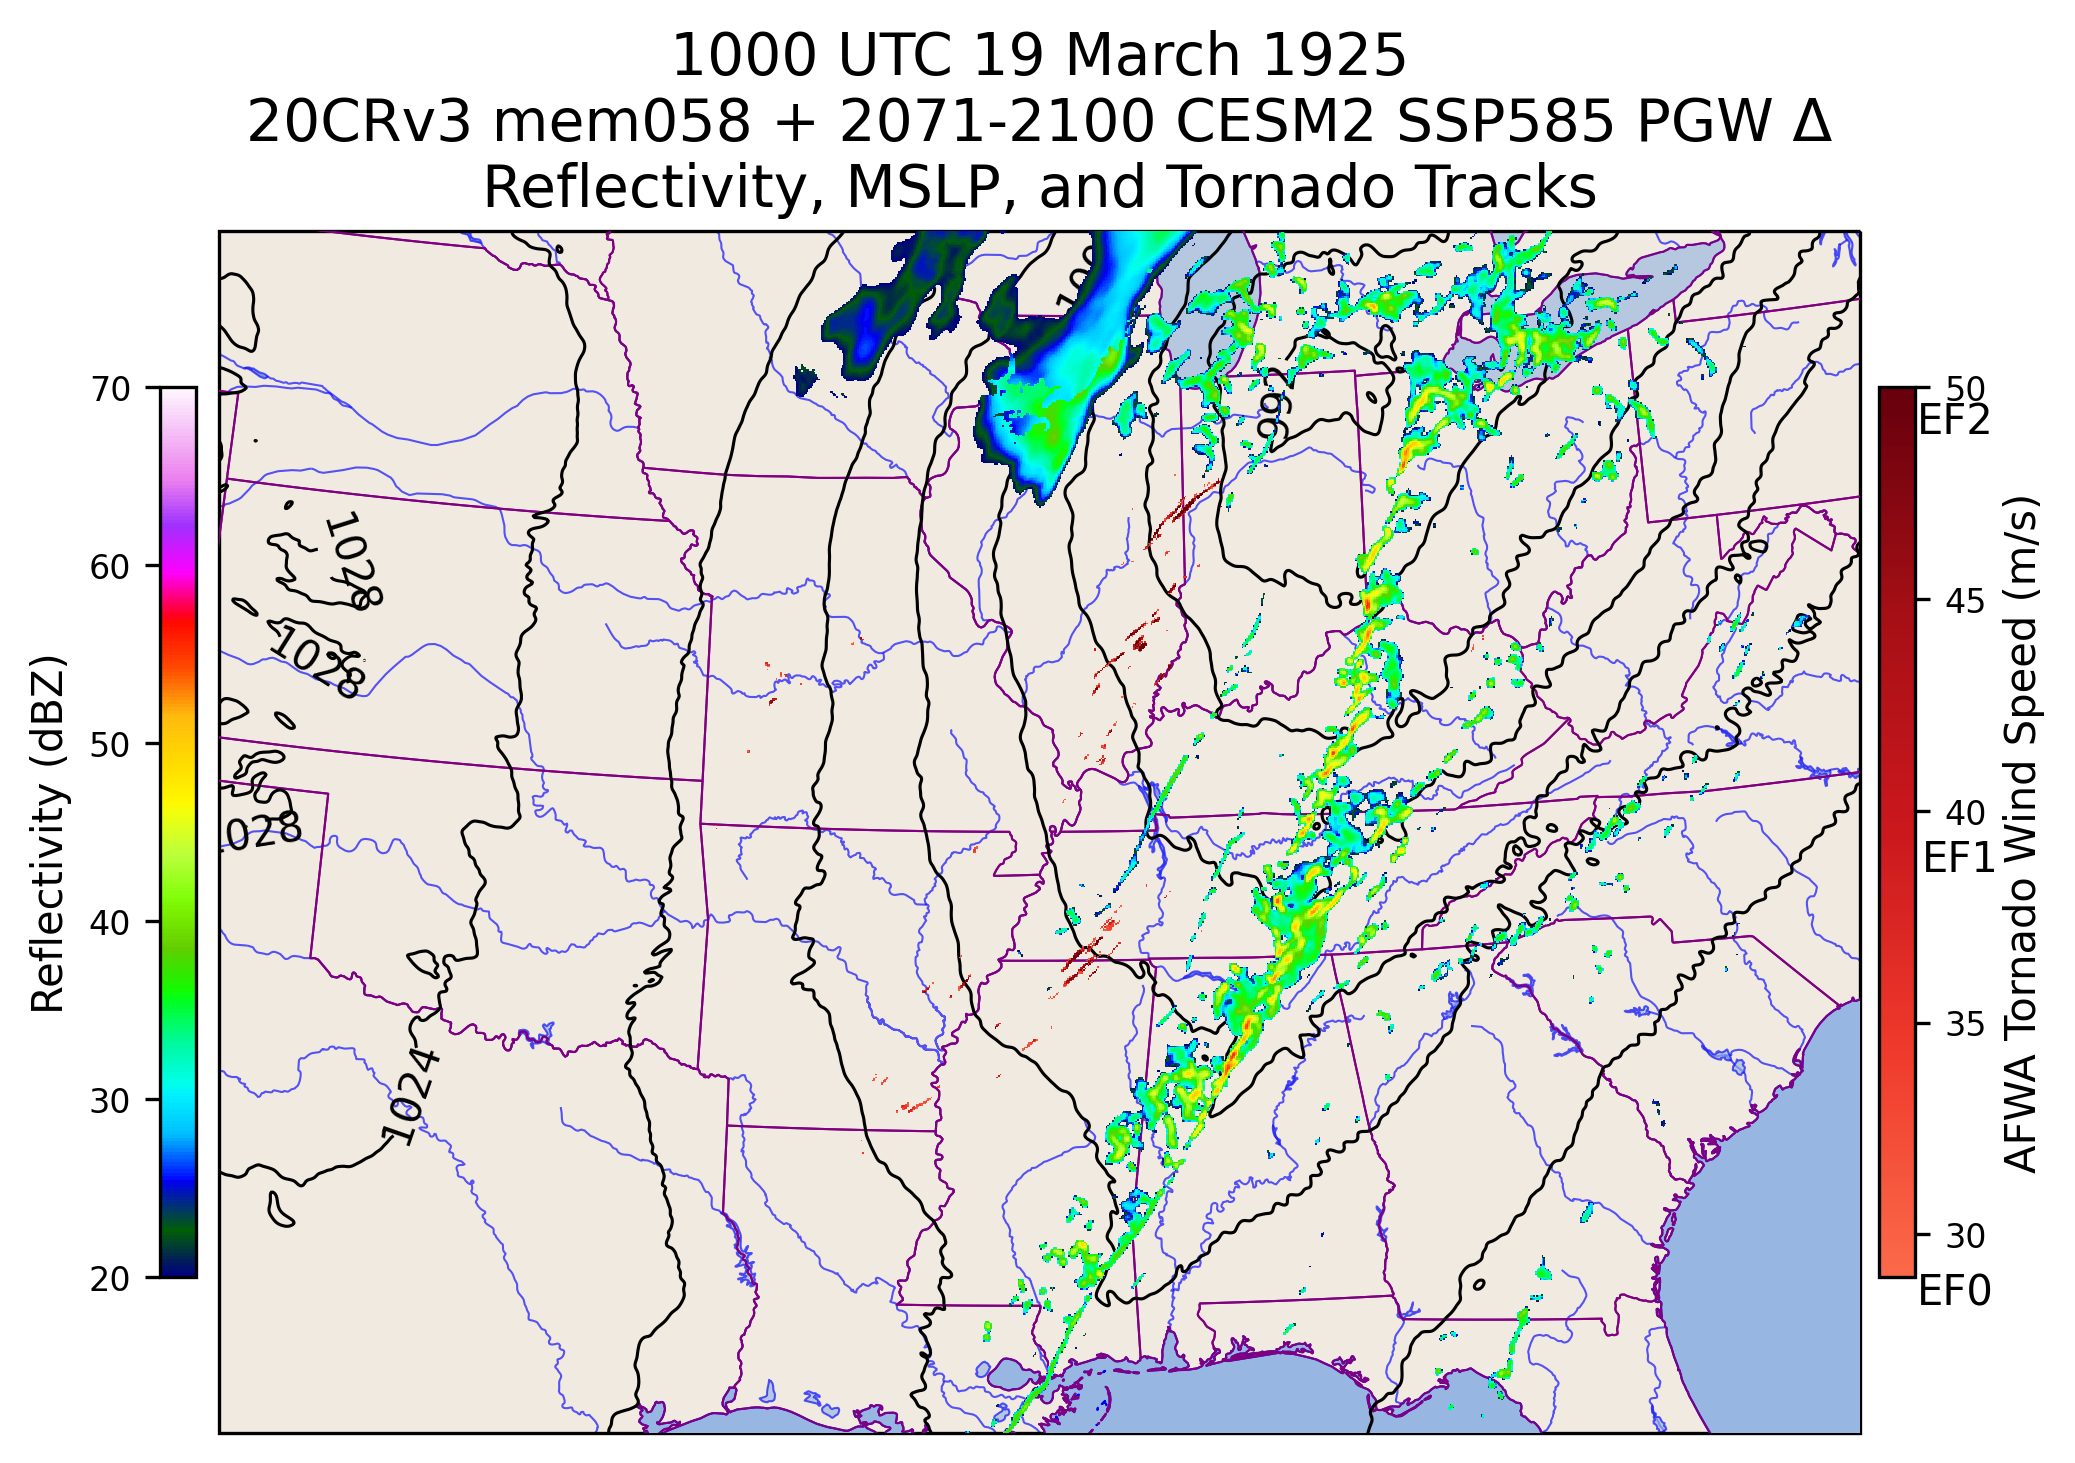 1000 UTC 19 March 1925
20CRv3 mem058 + 2071-2100 CESM2 SSP585 PGW Δ
Reflectivity, MSLP, and Tornado Tracks
Reflectivity (dBZ)
70
60
50
40
30
20
1028
1028
1028
1024
992
50
EF2
45
40
EF1
35
30
EF0
AFWA Tornado Wind Speed (m/s)